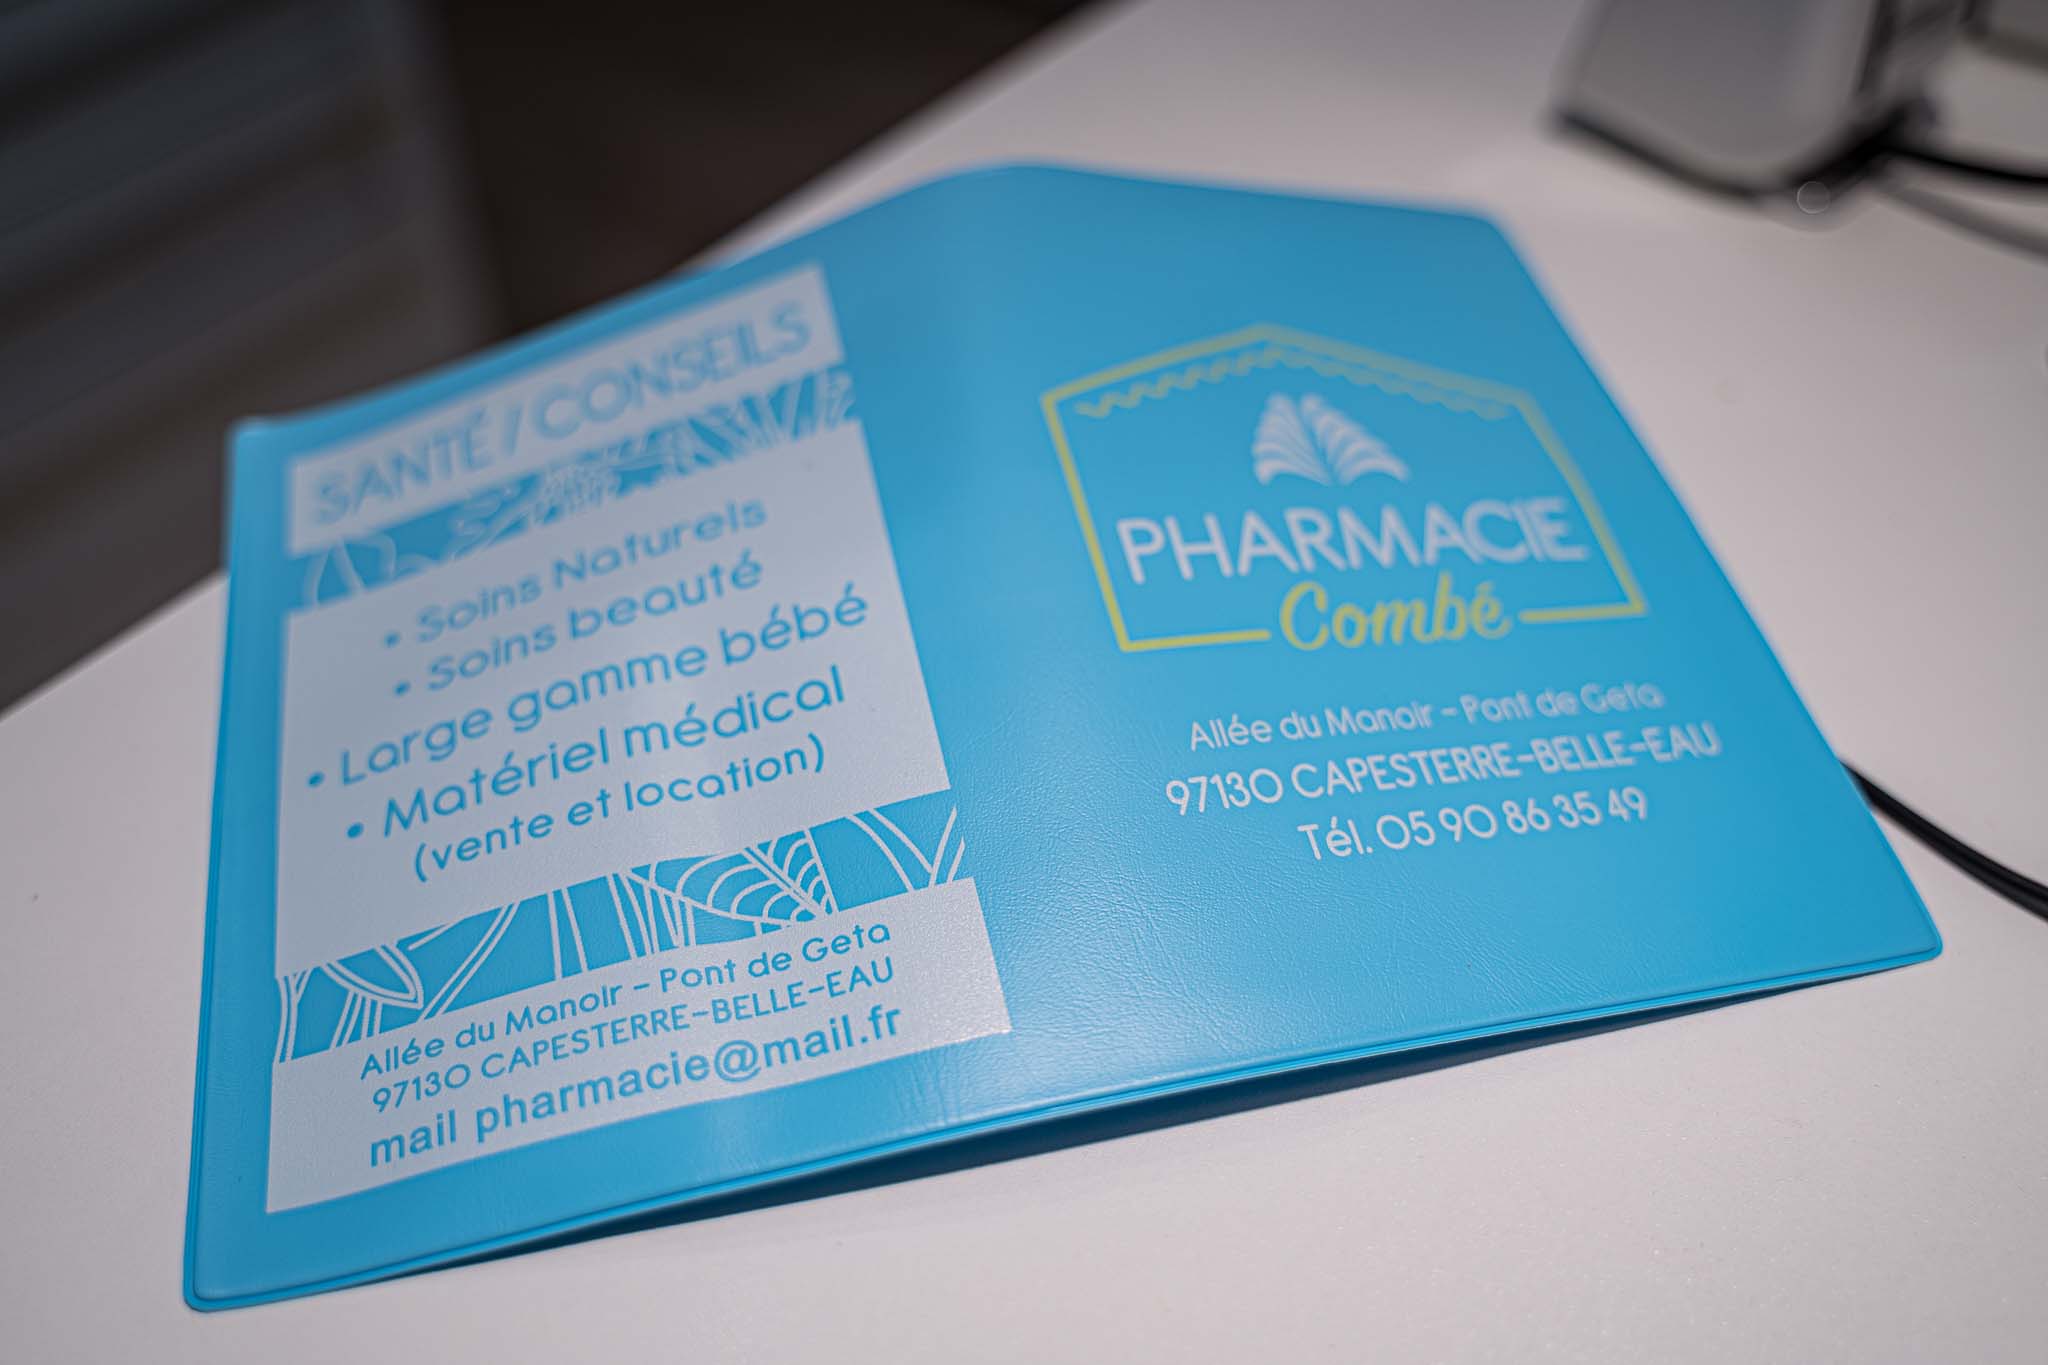 SANTÉ / CONSEILS
• Soins Naturels
• Soins beauté
• Large gamme bébé
• Matériel médical
(vente et location)
Allée du Manoir - Pont de Geta
97130 CAPESTERRE-BELLE-EAU
mail pharmacie@mail.fr
PHARMACIE
Combé
Allée du Manoir - Pont de Geta
97130 CAPESTERRE-BELLE-EAU
Tél. 05 90 86 35 49